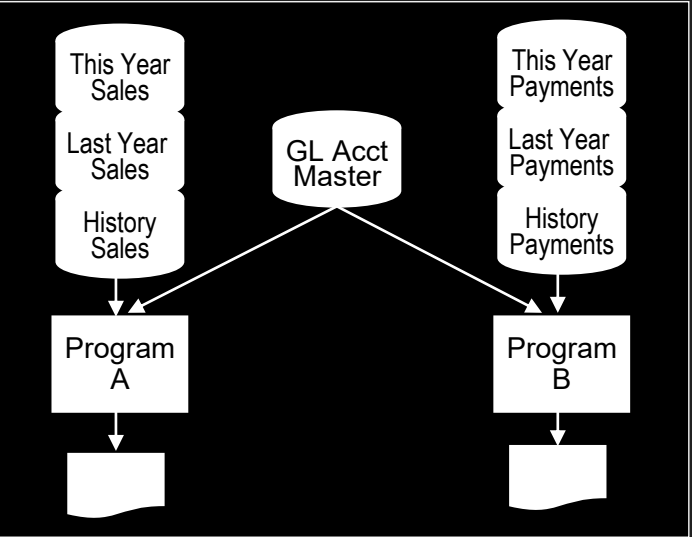 This Year
Sales
Last Year
Sales
History
Sales
GL Acct
Master
This Year
Payments
Last Year
Payments
History
Payments
Program
A
Program
B